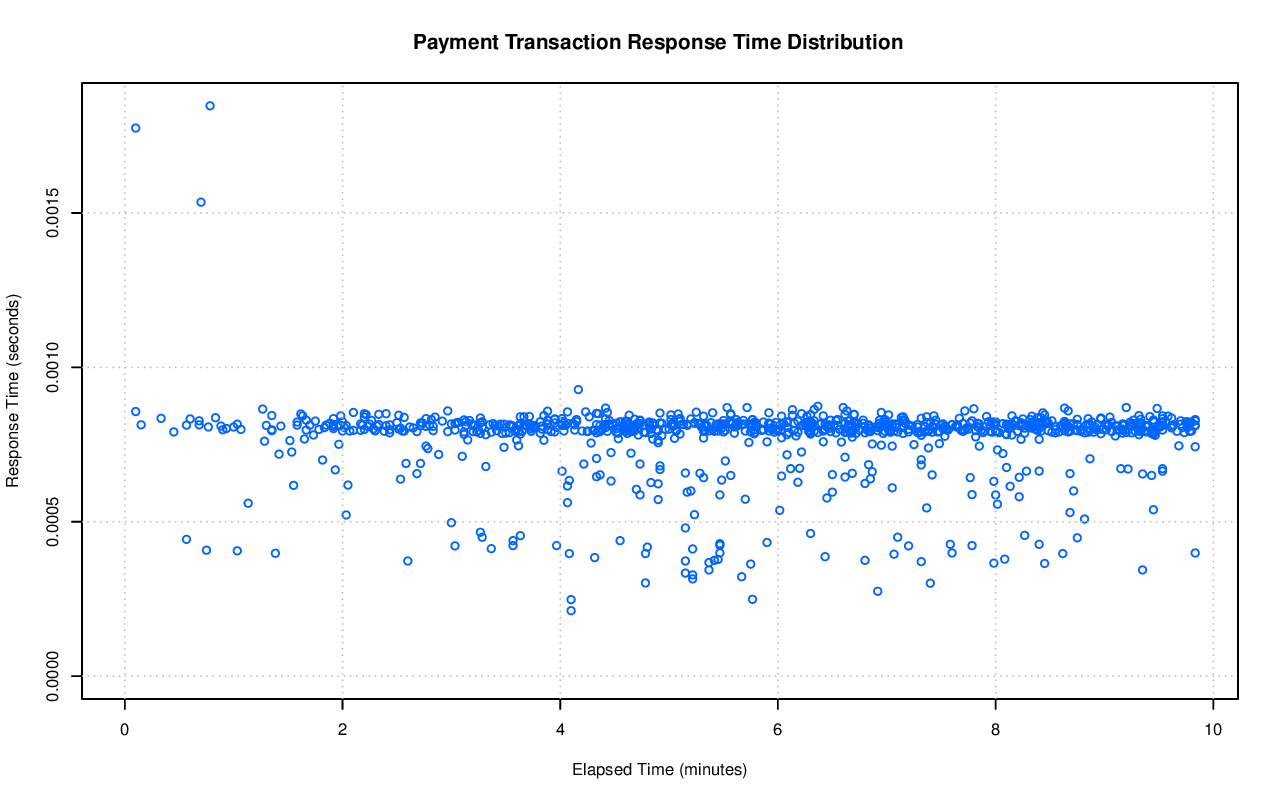 Payment Transaction Response Time Distribution
Response Time (seconds)
0.0015
0.0010
0.0005
0.0000
0 2 4 6 8 10
Elapsed Time (minutes)